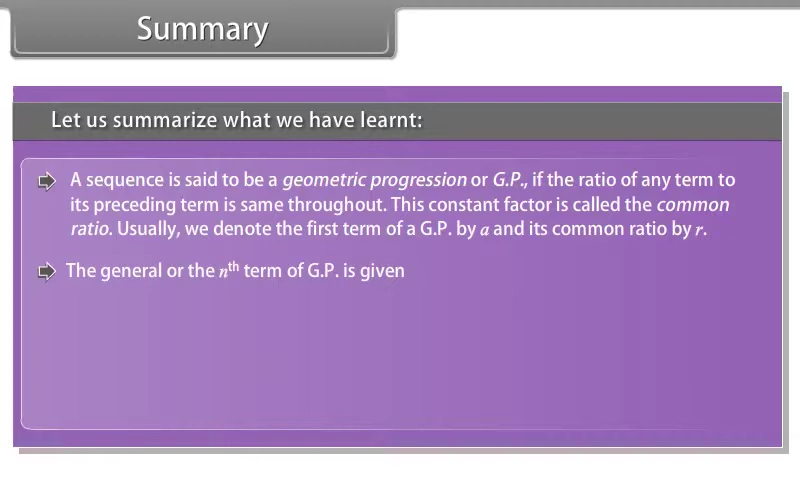 Summary
Let us summarize what we have learnt:
A sequence is said to be a geometric progression or G.P., if the ratio of any term to
its preceding term is same throughout. This constant factor is called the common
ratio. Usually, we denote the first term of a G.P. by a and its common ratio by r.
The general or the nth term of G.P. is given